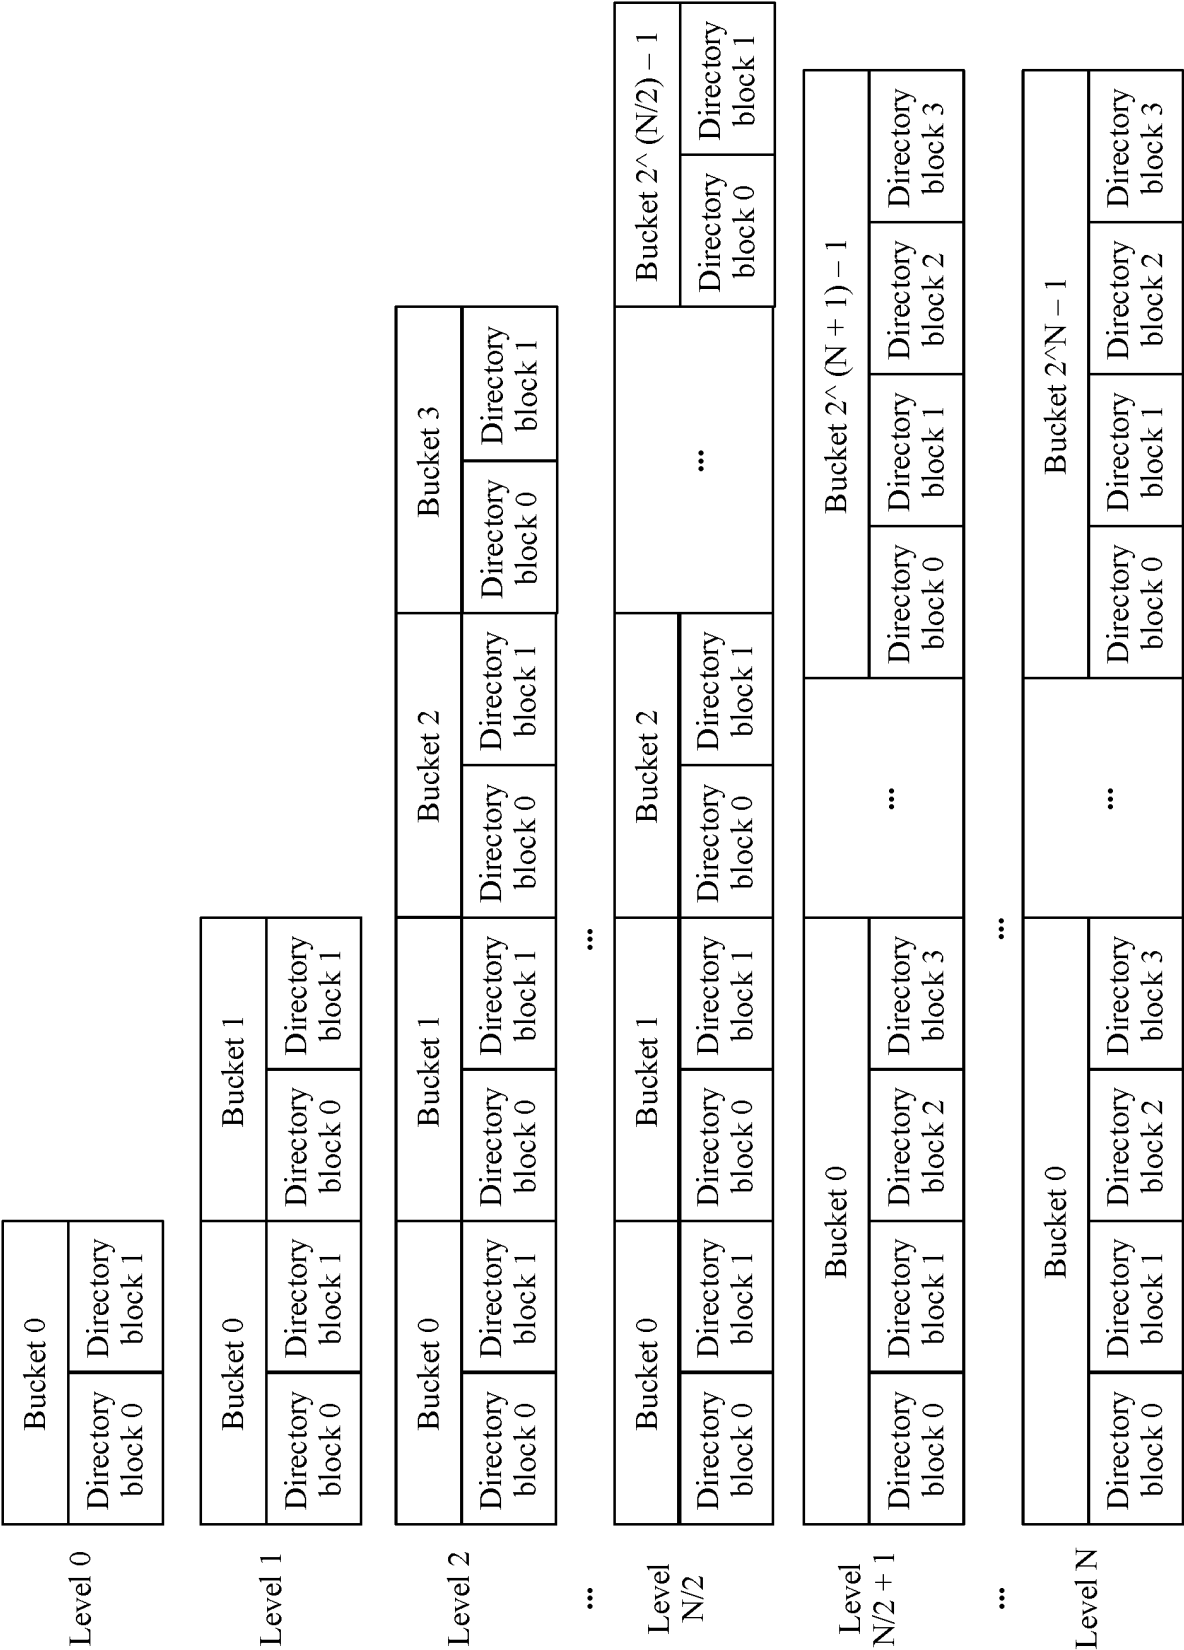 Level 0
Bucket 0
Directory
block 0
Directory
block 1
Level 1
Bucket 0
Bucket 1
Directory
block 0
Directory
block 1
Directory
block 0
Directory
block 1
Level 2
Bucket 0
Bucket 1
Bucket 2
Bucket 3
Directory
block 0
Directory
block 1
Directory
block 0
Directory
block 1
Directory
block 0
Directory
block 1
Directory
block 0
Directory
block 1
...
...
Level
N/2
Bucket 0
Bucket 1
Bucket 2
...
Bucket 2^ (N/2) – 1
Directory
block 0
Directory
block 1
Directory
block 0
Directory
block 1
Directory
block 0
Directory
block 1
Directory
block 0
Directory
block 1
Level
N/2 + 1
Bucket 0
...
Bucket 2^ (N + 1) – 1
Directory
block 0
Directory
block 1
Directory
block 2
Directory
block 3
Directory
block 0
Directory
block 1
Directory
block 2
Directory
block 3
...
...
Level N
Bucket 0
...
Bucket 2^N – 1
Directory
block 0
Directory
block 1
Directory
block 2
Directory
block 3
Directory
block 0
Directory
block 1
Directory
block 2
Directory
block 3